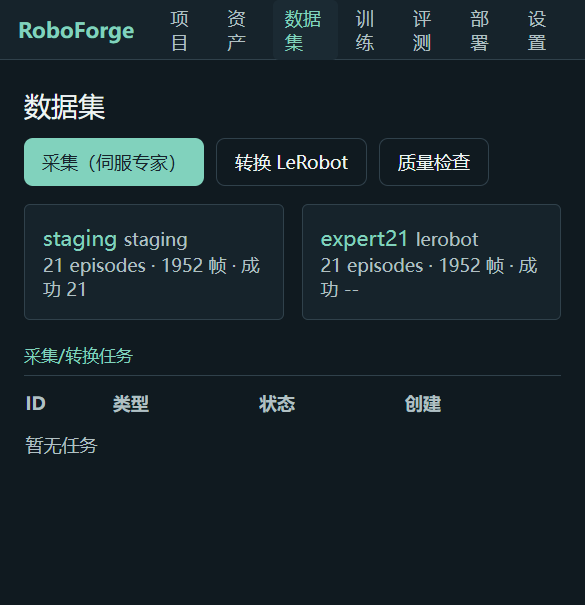 RoboForge 项目 资产 数据集 训练 评测 部署 设置
数据集
采集（伺服专家） 转换 LeRobot 质量检查
staging staging
21 episodes · 1952 帧 · 成
功 21
expert21 lerobot
21 episodes · 1952 帧 · 成
功 --
采集/转换任务
ID 类型 状态 创建
暂无任务